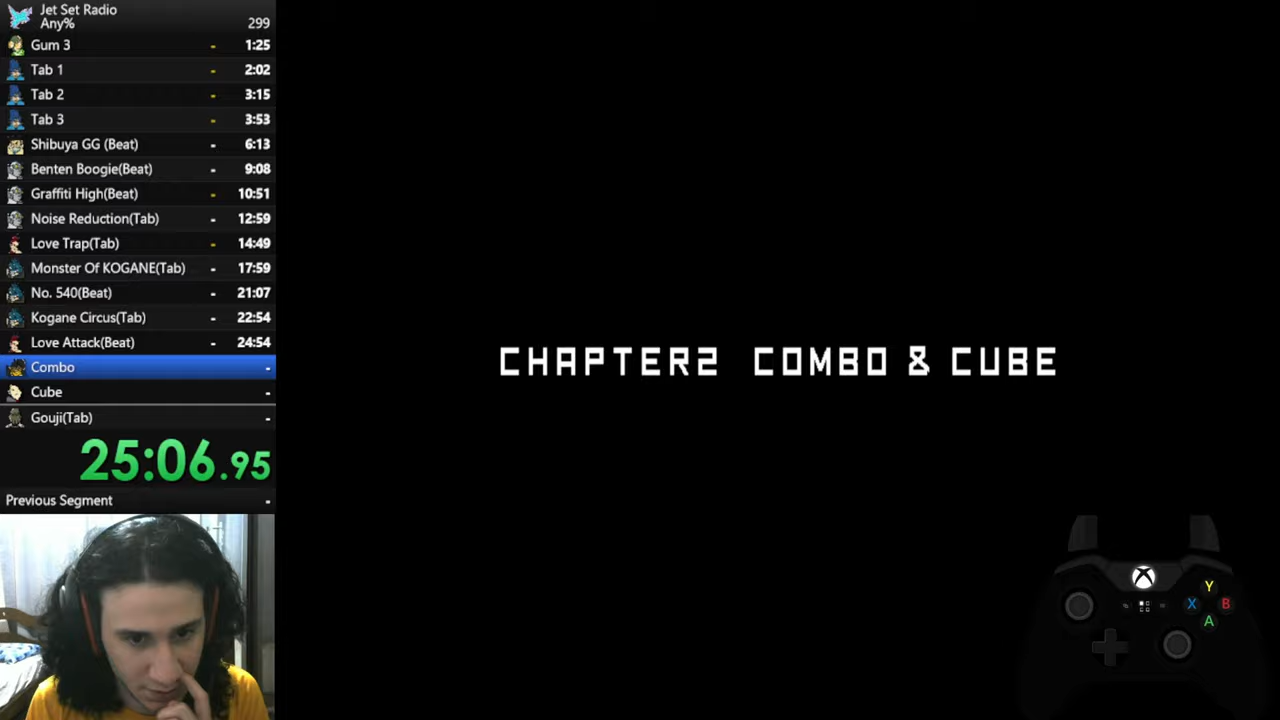 Jet Set Radio
Any% 299
Gum 3 - 1:25
Tab 1 - 2:02
Tab 2 - 3:15
Tab 3 - 3:53
Shibuya GG (Beat) - 6:13
Benten Boogie(Beat) - 9:08
Graffiti High(Beat) - 10:51
Noise Reduction(Tab) - 12:59
Love Trap(Tab) - 14:49
Monster Of KOGANE(Tab) - 17:59
No. 540(Beat) - 21:07
Kogane Circus(Tab) - 22:54
CHAPTER2 COMBO & CUBE
Love Attack(Beat) - 24:54
Combo -
Cube -
Gouji(Tab) -
25:06.95
Previous Segment -
Y
X B
A